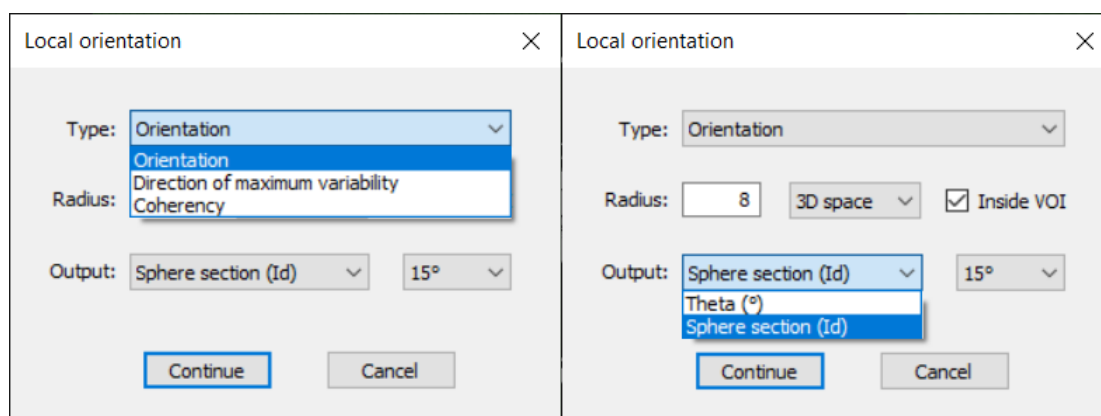 Local orientation
Type: Orientation
Orientation
Direction of maximum variability
Radius: Coherency
Output: Sphere section (Id) 15°
Continue Cancel
Local orientation
Type: Orientation
Radius: 8 3D space Inside VOI
Output: Sphere section (Id) 15°
Theta (º)
Sphere section (Id)
Continue Cancel